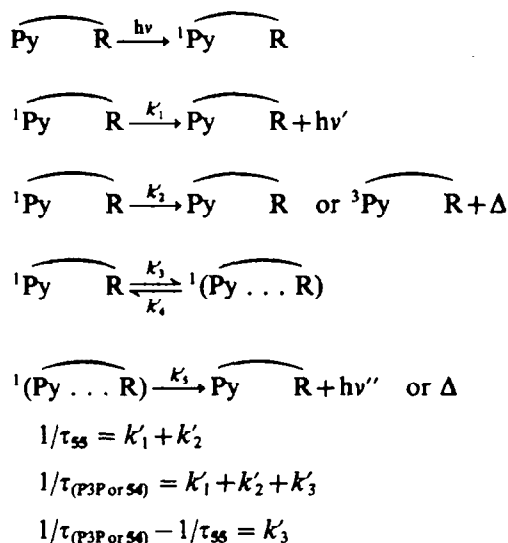 Py R hν → ¹Py R
¹Py R k′₁ → Py R + hν′
¹Py R k′₂ → Py R or ³Py R + Δ
¹Py R k′₃ ⇌ k′₄ ¹(Py . . . R)
¹(Py . . . R) k′₅ → Py R + hν″ or Δ
1/τ₅₅ = k′₁ + k′₂
1/τ(P3P or 54) = k′₁ + k′₂ + k′₃
1/τ(P3P or 54) − 1/τ₅₅ = k′₃